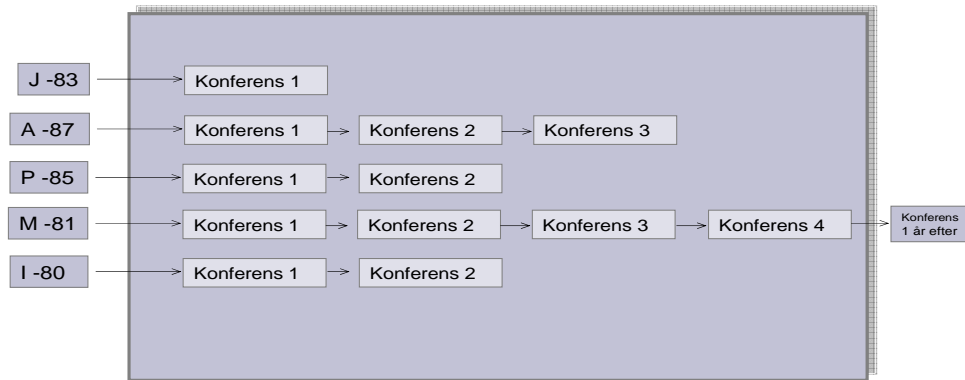 J -83
Konferens 1
A -87
Konferens 1
Konferens 2
Konferens 3
P -85
Konferens 1
Konferens 2
M -81
Konferens 1
Konferens 2
Konferens 3
Konferens 4
Konferens
1 år efter
I -80
Konferens 1
Konferens 2